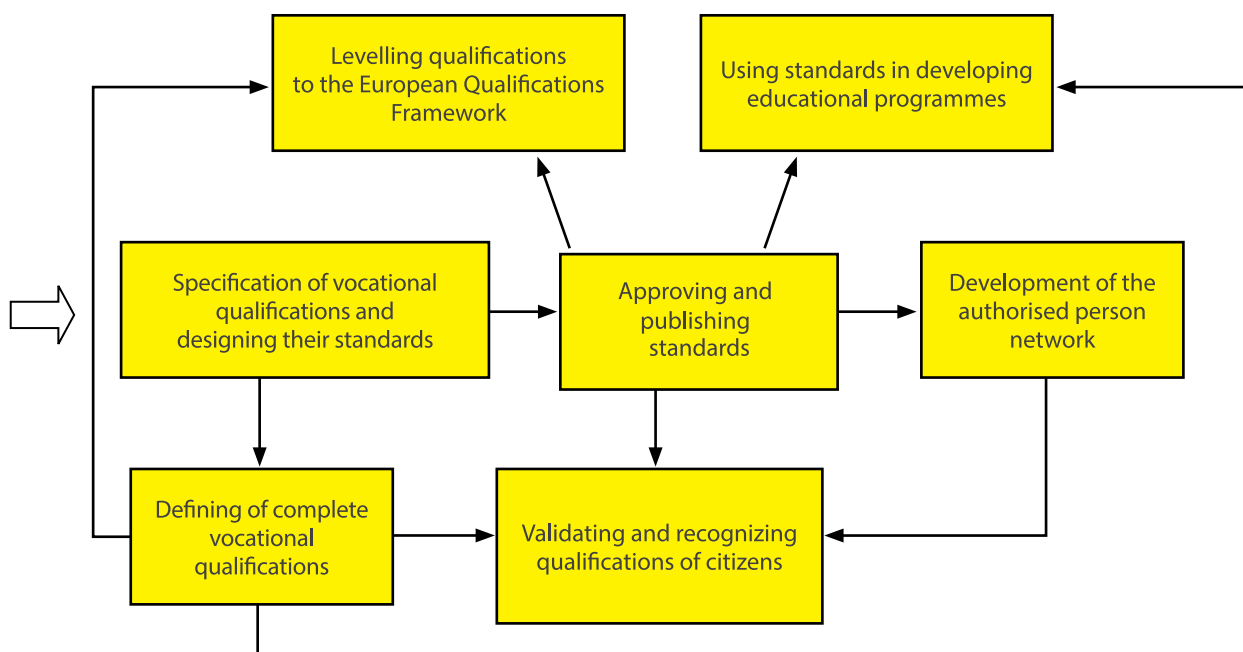 Levelling qualifications
to the European Qualifications
Framework
Using standards in developing
educational programmes
Specification of vocational
qualifications and
designing their standards
Approving and
publishing
standards
Development of the
authorised person
network
Defining of complete
vocational
qualifications
Validating and recognizing
qualifications of citizens